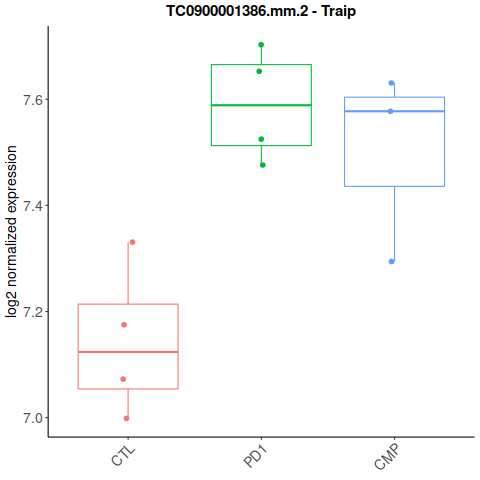 TC0900001386.mm.2 - Traip
log2 normalized expression
7.6
7.4
7.2
7.0
CTL
PD1
CMP